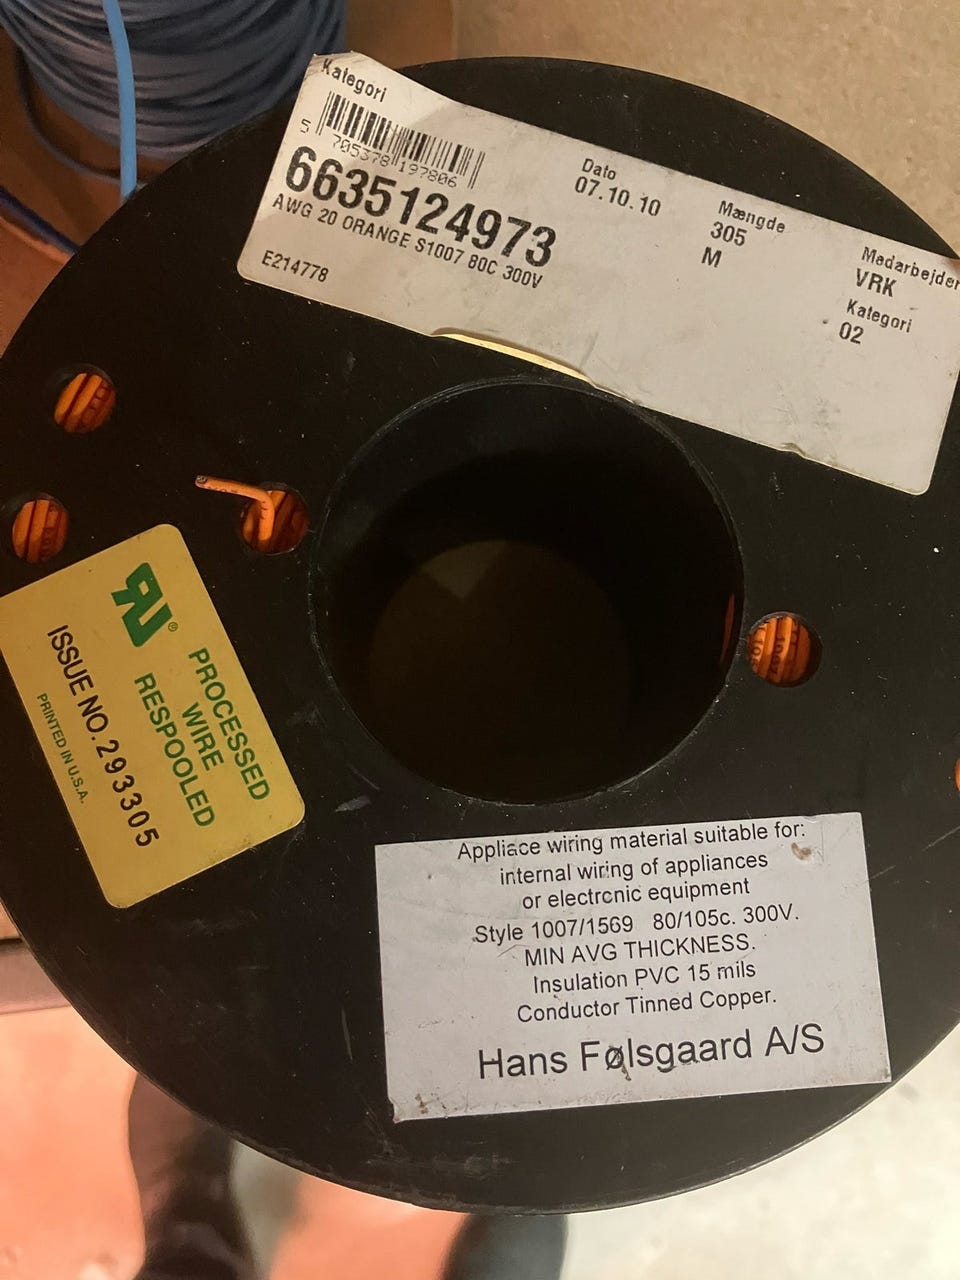 Kategori
5 705378 197806
6635124973
AWG 20 ORANGE S1007 80C 300V
E214778
Dato
07.10.10
Mængde
305
M
Medarbejder
VRK
Kategori
02
RU®
PROCESSED
WIRE
RESPOOLED
ISSUE NO. 293305
PRINTED IN U.S.A.
Appliace wiring material suitable for:
internal wiring of appliances
or electronic equipment
Style 1007/1569 80/105c. 300V.
MIN AVG THICKNESS.
Insulation PVC 15 mils
Conductor Tinned Copper.
Hans Følsgaard A/S